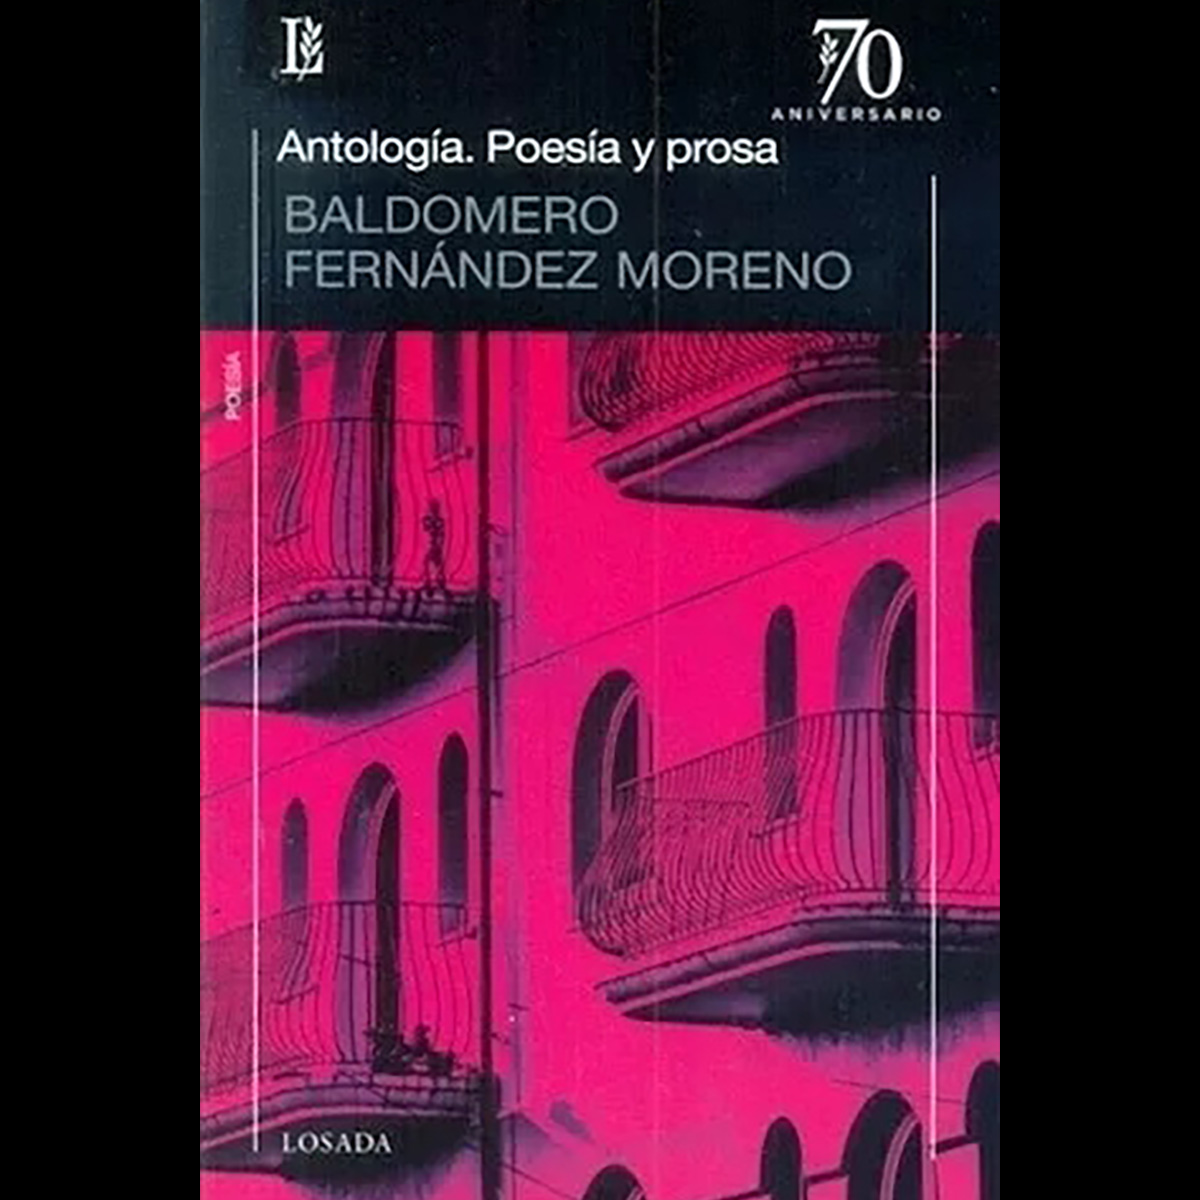 L
70
ANIVERSARIO
Antología. Poesía y prosa
BALDOMERO
FERNÁNDEZ MORENO
POESÍA
LOSADA